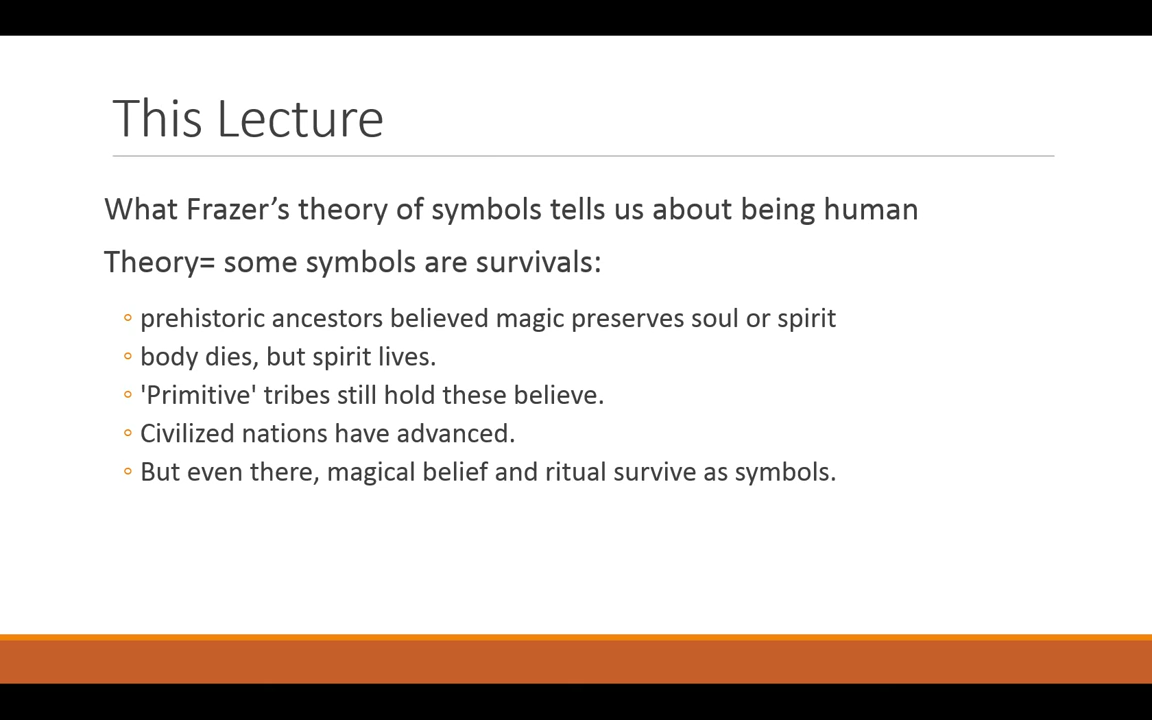 This Lecture
What Frazer’s theory of symbols tells us about being human
Theory= some symbols are survivals:
◦ prehistoric ancestors believed magic preserves soul or spirit
◦ body dies, but spirit lives.
◦ 'Primitive' tribes still hold these believe.
◦ Civilized nations have advanced.
◦ But even there, magical belief and ritual survive as symbols.